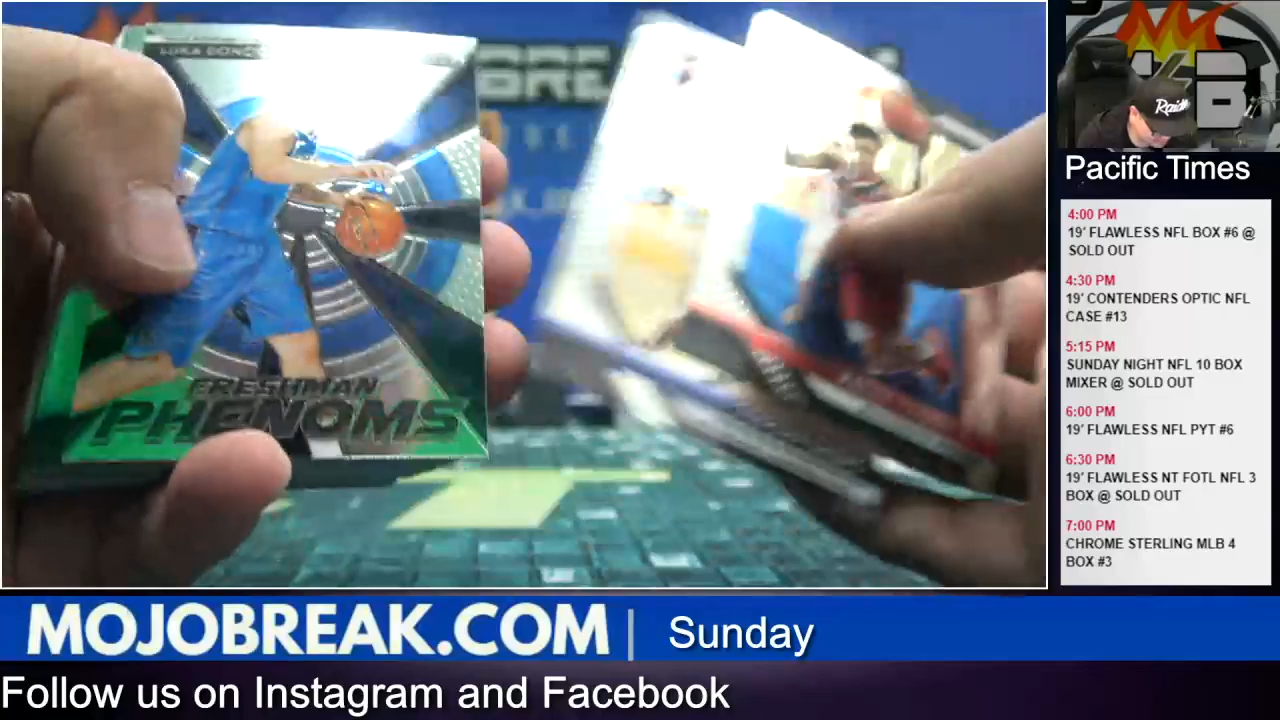 LUKA DONC
FRESHMAN
PHENOMS
BRE
Raide
B
Pacific Times
4:00 PM
19' FLAWLESS NFL BOX #6 @
SOLD OUT
4:30 PM
19' CONTENDERS OPTIC NFL
CASE #13
5:15 PM
SUNDAY NIGHT NFL 10 BOX
MIXER @ SOLD OUT
6:00 PM
19' FLAWLESS NFL PYT #6
6:30 PM
19' FLAWLESS NT FOTL NFL 3
BOX @ SOLD OUT
7:00 PM
CHROME STERLING MLB 4
BOX #3
MOJOBREAK.COM | Sunday
Follow us on Instagram and Facebook